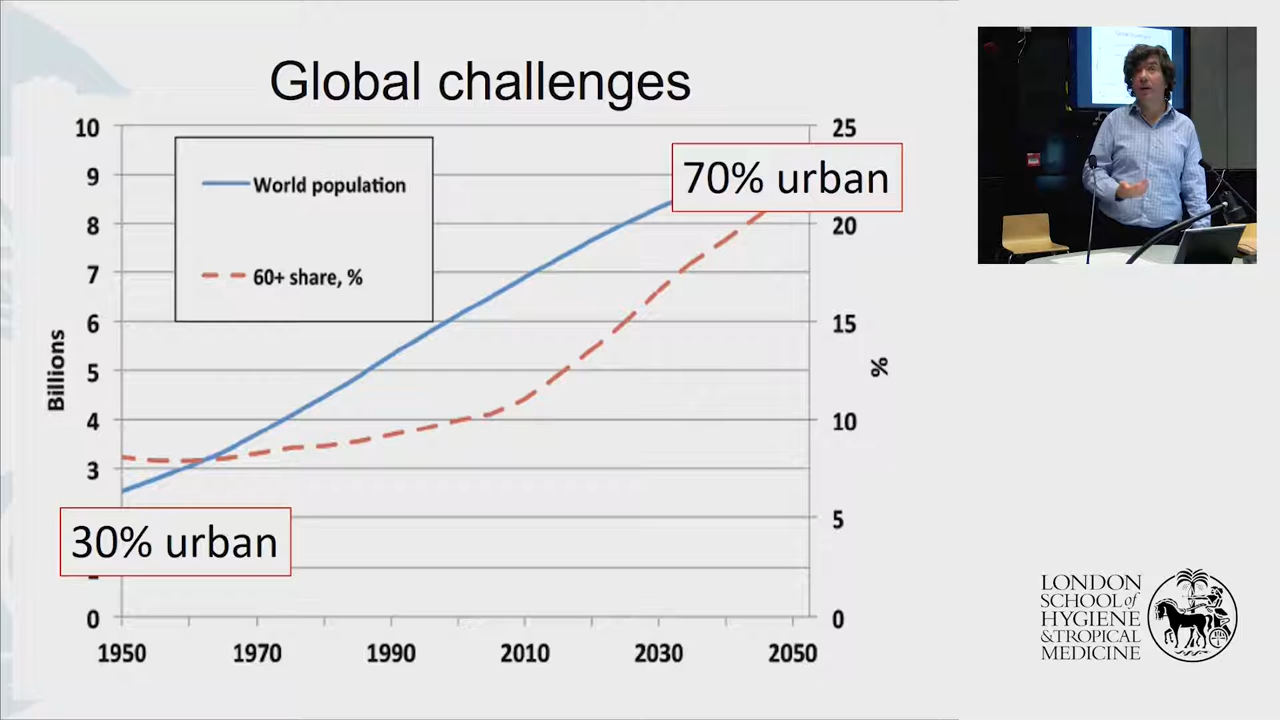 Global challenges
10
9
8
7
6
5
4
3
0
Billions
World population
60+ share, %
70% urban
30% urban
25
20
15
10
5
0
%
1950
1970
1990
2010
2030
2050
LONDON
SCHOOL of
HYGIENE
& TROPICAL
MEDICINE